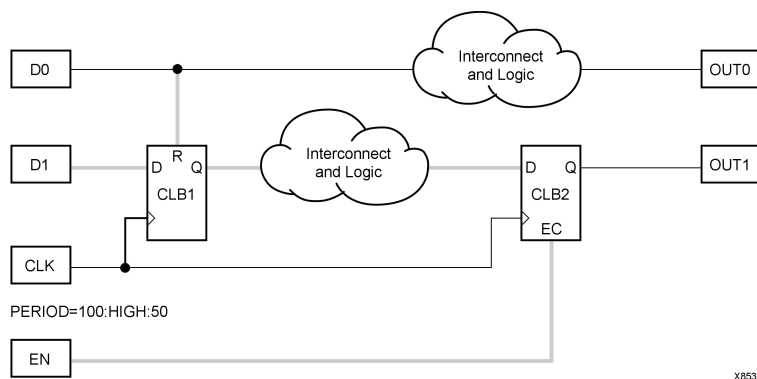 Interconnect
and Logic
D0
OUT0
D1
R
D
Q
CLB1
Interconnect
and Logic
D
Q
CLB2
EC
OUT1
CLK
PERIOD=100:HIGH:50
EN
X8533